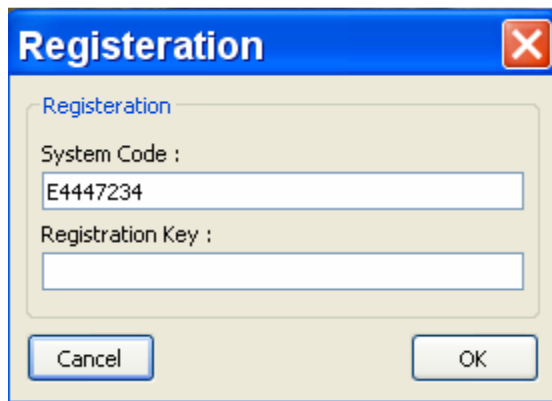 Registeration
Registeration
System Code :
E4447234
Registration Key :
Cancel
OK